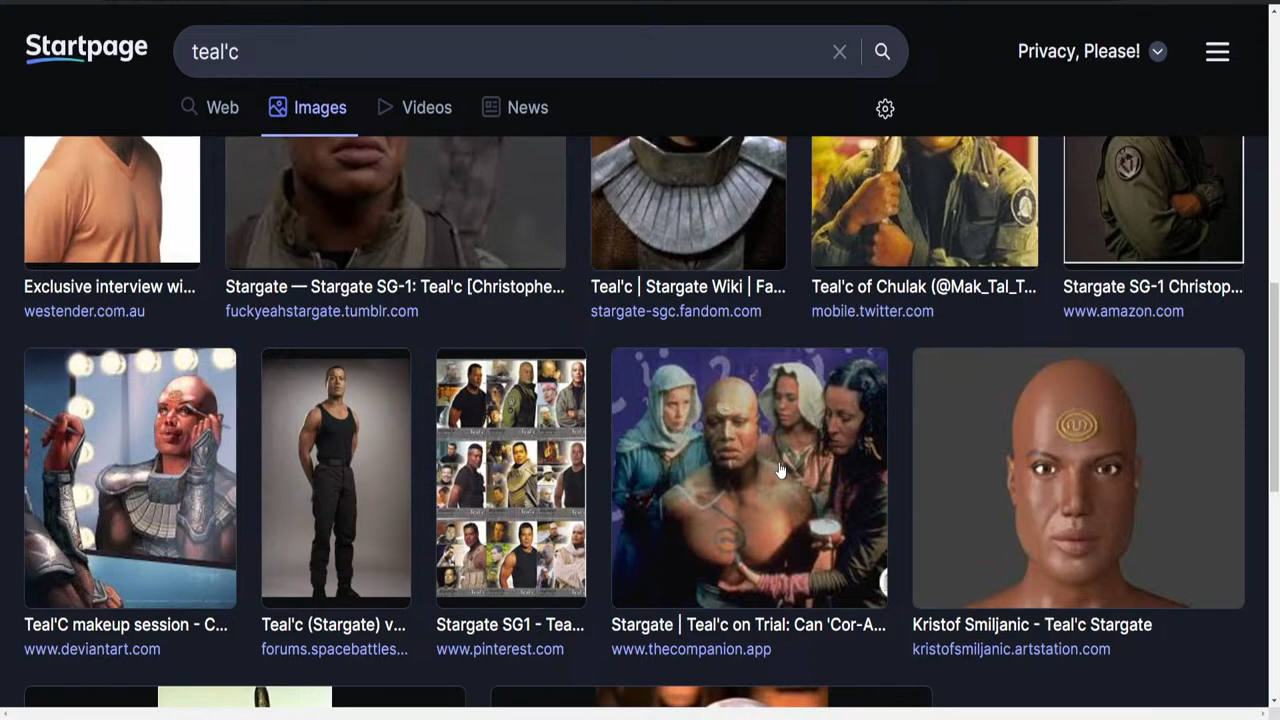 Startpage
teal'c
Privacy, Please!
Web
Images
Videos
News
Exclusive interview wi...
Stargate — Stargate SG-1: Teal'c [Christophe...
Teal'c | Stargate Wiki | Fa...
Teal'c of Chulak (@Mak_Tal_T...
Stargate SG-1 Christop...
westender.com.au
fuckyeahstargate.tumblr.com
stargate-sgc.fandom.com
mobile.twitter.com
www.amazon.com
Teal'C makeup session - C...
Teal'c (Stargate) v...
Stargate SG1 - Tea...
Stargate | Teal'c on Trial: Can 'Cor-A...
Kristof Smiljanic - Teal'c Stargate
www.deviantart.com
forums.spacebattles...
www.pinterest.com
www.thecompanion.app
kristofsmiljanic.artstation.com